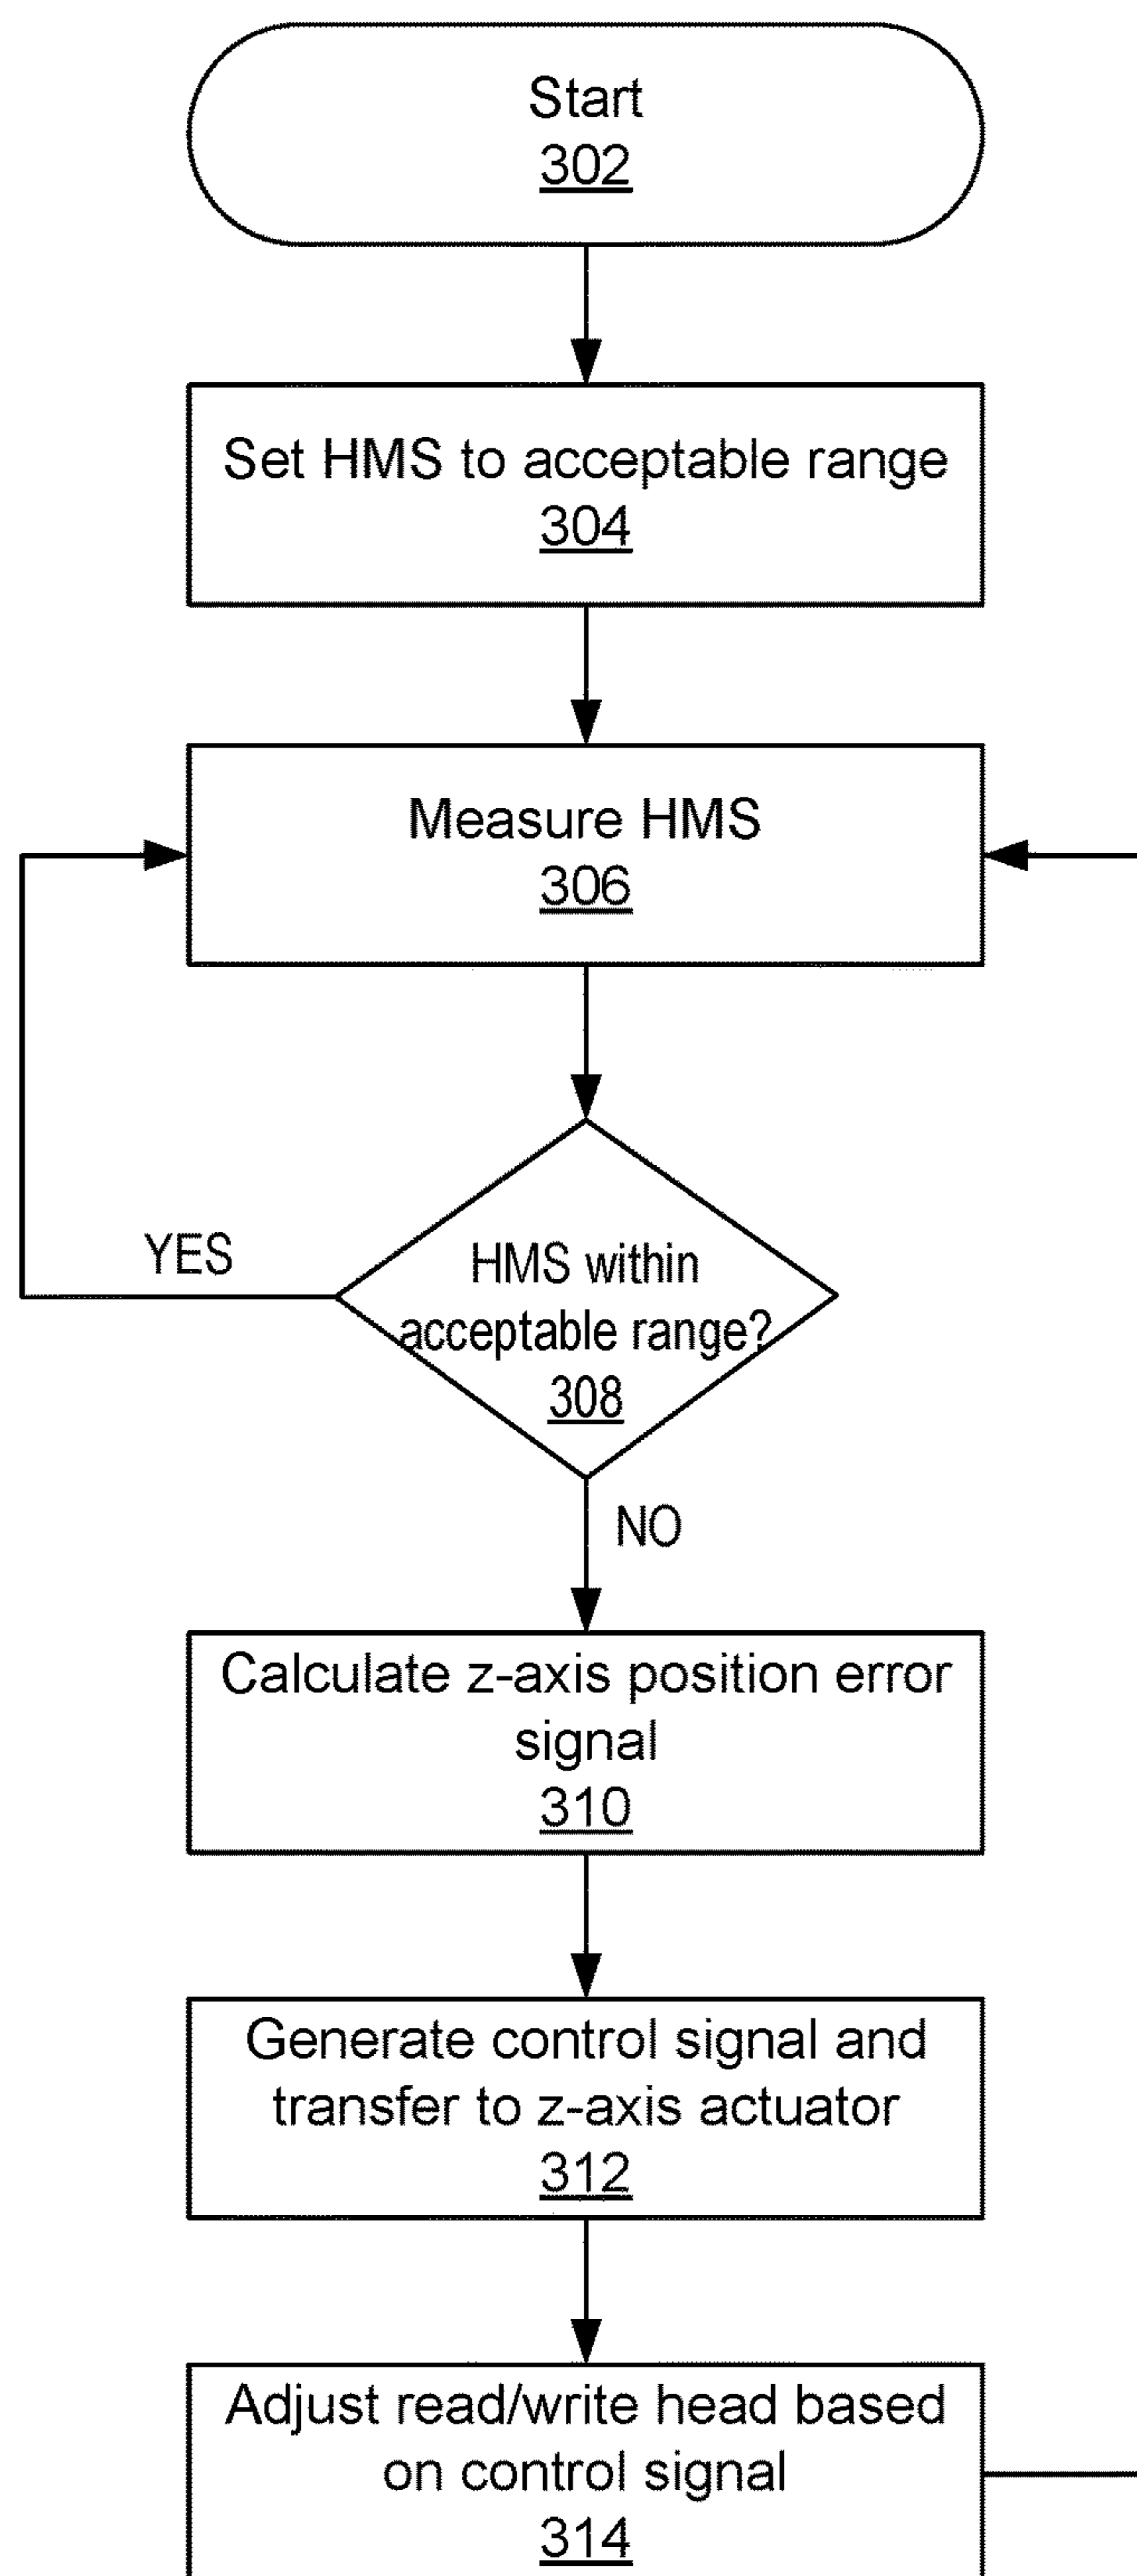 Start
302
Set HMS to acceptable range
304
Measure HMS
306
YES
HMS within
acceptable range?
308
NO
Calculate z-axis position error
signal
310
Generate control signal and
transfer to z-axis actuator
312
Adjust read/write head based
on control signal
314